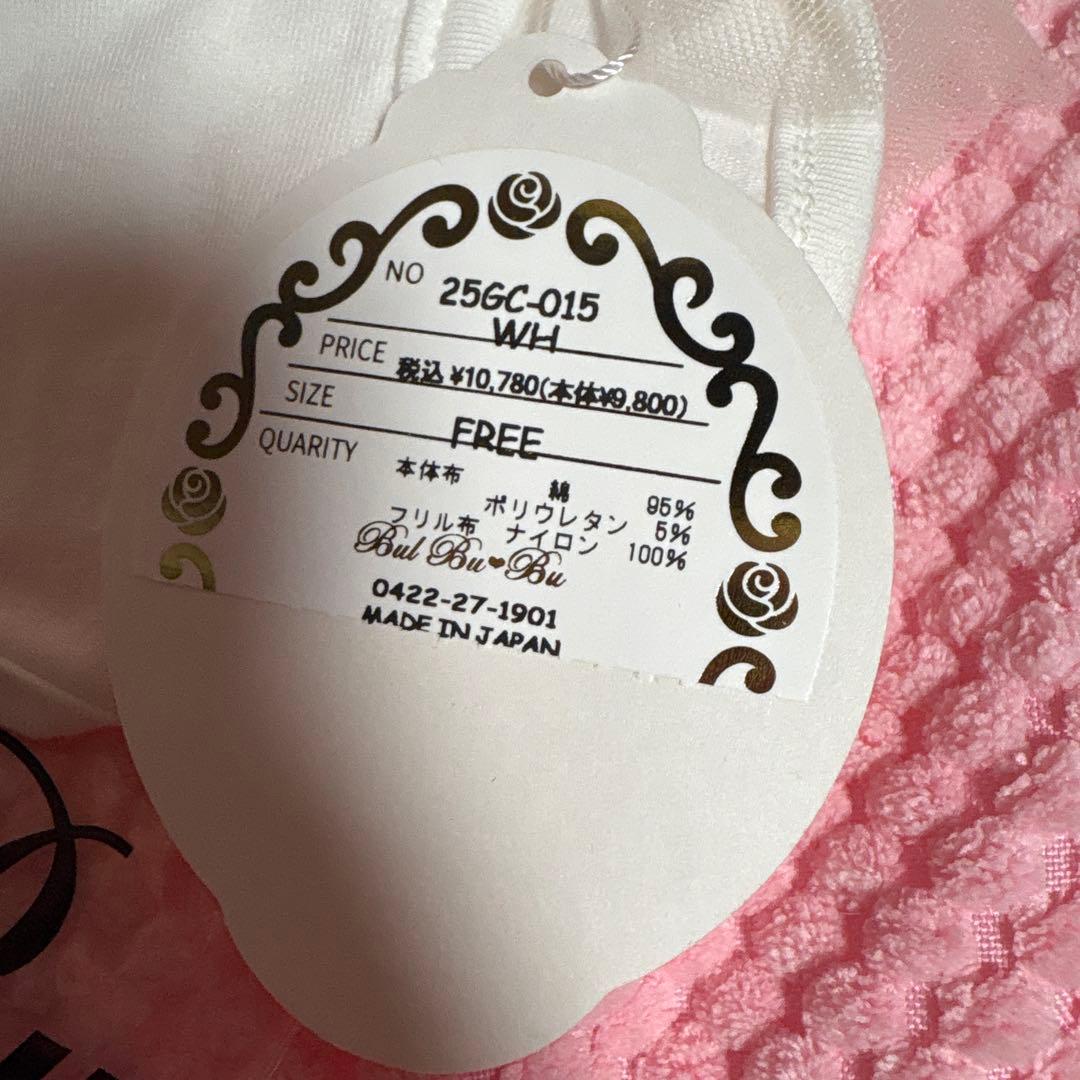 NO 25GC-015
WH
PRICE 税込 ¥10,780(本体¥9,800)
SIZE FREE
QUARITY 本体布 綿 95%
ポリウレタン 5%
フリル布 ナイロン 100%
Bul Bu❤Bu
0422-27-1901
MADE IN JAPAN